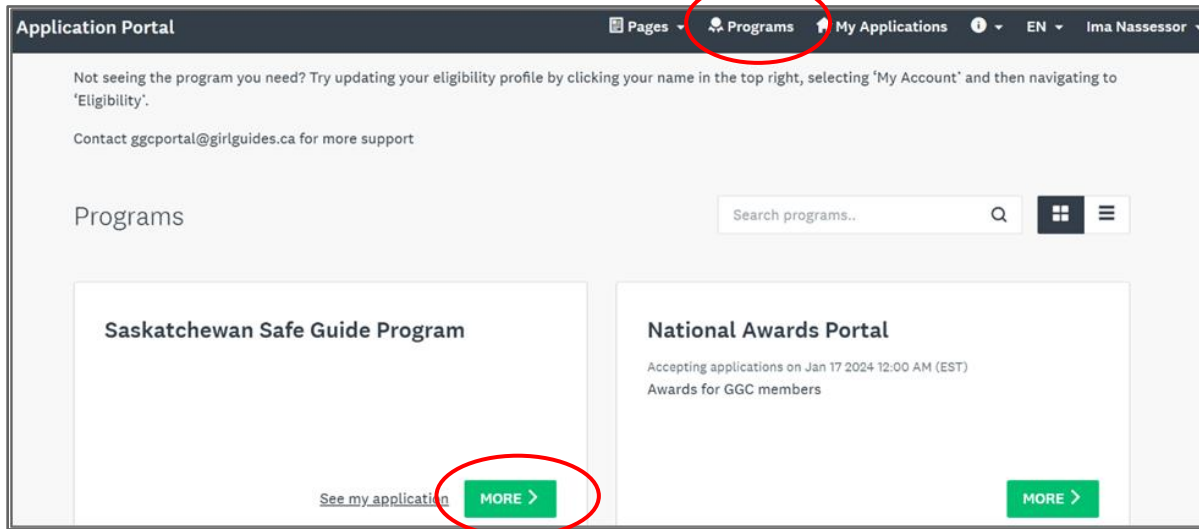 Application Portal Pages Programs My Applications EN Ima Nassessor
Not seeing the program you need? Try updating your eligibility profile by clicking your name in the top right, selecting 'My Account' and then navigating to
'Eligibility'.
Contact ggcportal@girlguides.ca for more support
Programs
Search programs..
Saskatchewan Safe Guide Program
See my application
MORE
National Awards Portal
Accepting applications on Jan 17 2024 12:00 AM (EST)
Awards for GGC members
MORE